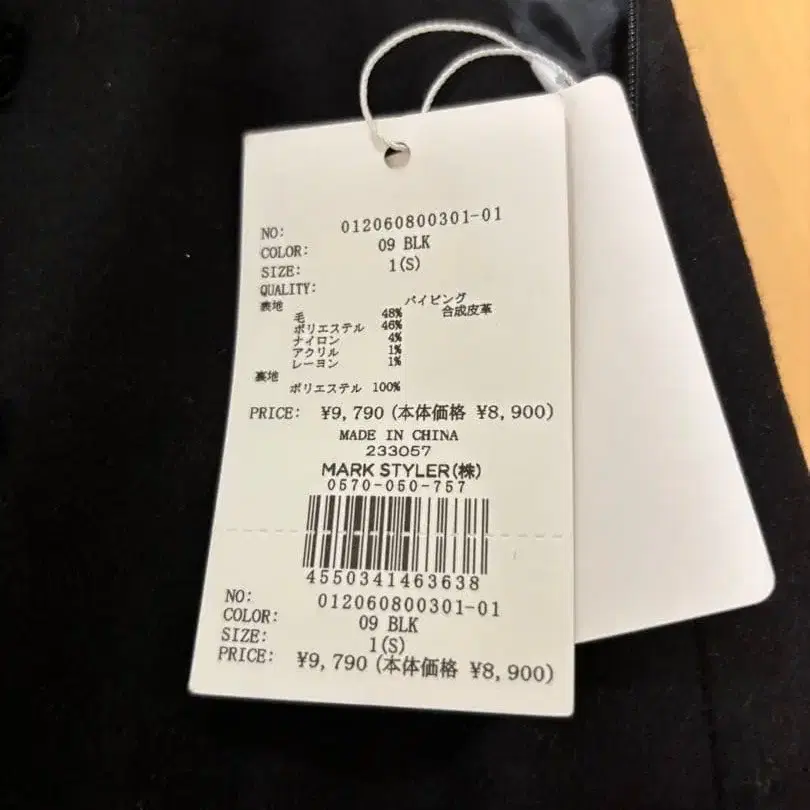 NO: 012060800301-01
COLOR: 09 BLK
SIZE: 1(S)
QUALITY:
表地 パイピング
毛 48% 合成皮革
ポリエステル 46%
ナイロン 4%
アクリル 1%
レーヨン 1%
裏地
ポリエステル 100%
PRICE: ¥9,790 (本体価格 ¥8,900)
MADE IN CHINA
233057
MARK STYLER(株)
0570-050-757
4550341463638
NO: 012060800301-01
COLOR: 09 BLK
SIZE: 1(S)
PRICE: ¥9,790 (本体価格 ¥8,900)